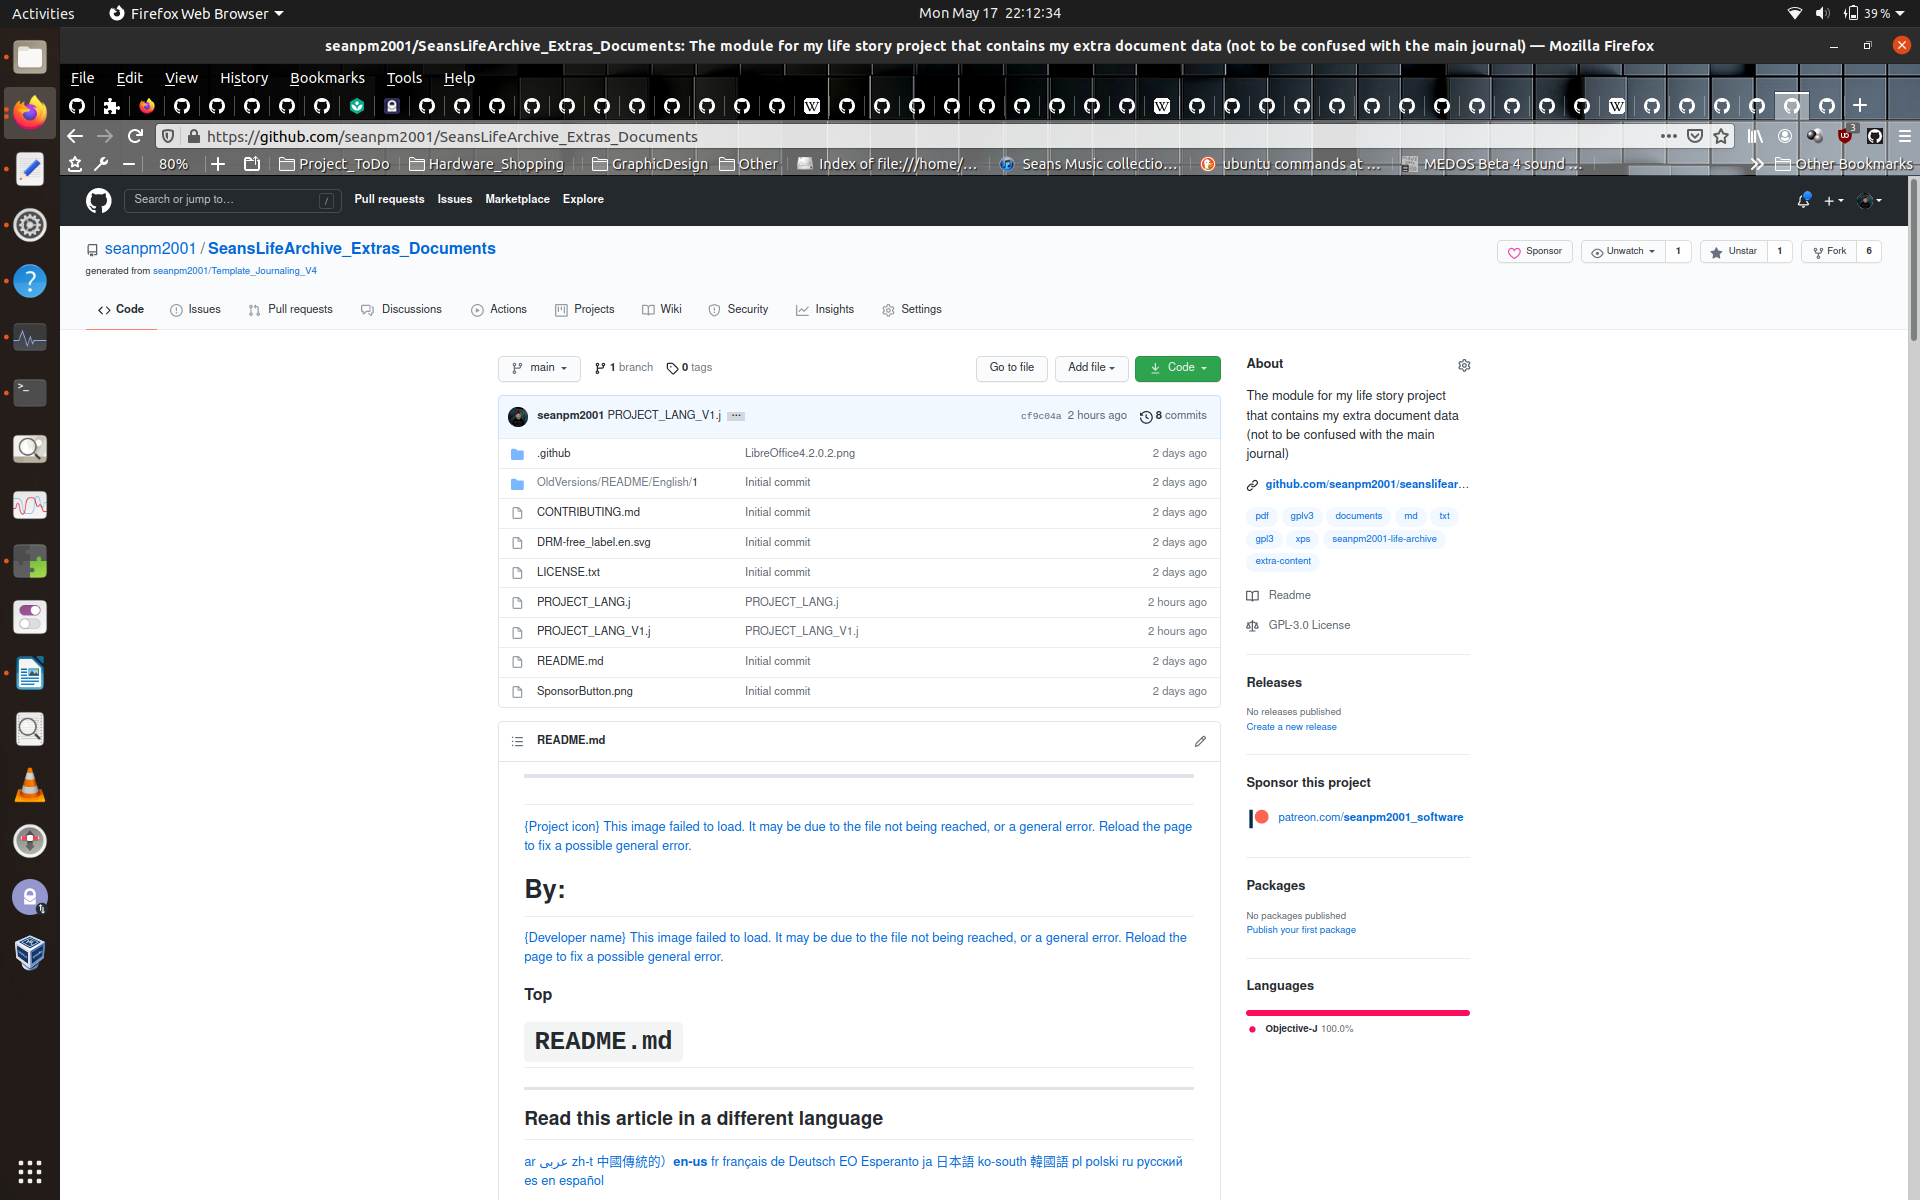 Activities
Firefox Web Browser
Mon May 17 22:12:34
39 %
seanpm2001/SeansLifeArchive_Extras_Documents: The module for my life story project that contains my extra document data (not to be confused with the main journal) — Mozilla Firefox
File Edit View History Bookmarks Tools Help
https://github.com/seanpm2001/SeansLifeArchive_Extras_Documents
3
80%
Project_ToDo
Hardware_Shopping
GraphicDesign
Other
Index of file:///home/…
Seans Music collectio…
ubuntu commands at …
MEDOS Beta 4 sound …
Other Bookmarks
Search or jump to… /
Pull requests Issues Marketplace Explore
seanpm2001 / SeansLifeArchive_Extras_Documents
generated from seanpm2001/Template_Journaling_V4
Sponsor
Unwatch 1
Unstar 1
Fork 6
Code Issues Pull requests Discussions Actions Projects Wiki Security Insights Settings
main
1 branch
0 tags
Go to file
Add file
Code
seanpm2001 PROJECT_LANG_V1.j … cf9c04a 2 hours ago 8 commits
.github LibreOffice4.2.0.2.png 2 days ago
OldVersions/README/English/1 Initial commit 2 days ago
CONTRIBUTING.md Initial commit 2 days ago
DRM-free_label.en.svg Initial commit 2 days ago
LICENSE.txt Initial commit 2 days ago
PROJECT_LANG.j PROJECT_LANG.j 2 hours ago
PROJECT_LANG_V1.j PROJECT_LANG_V1.j 2 hours ago
README.md Initial commit 2 days ago
SponsorButton.png Initial commit 2 days ago
README.md
{Project icon} This image failed to load. It may be due to the file not being reached, or a general error. Reload the page
to fix a possible general error.
By:
{Developer name} This image failed to load. It may be due to the file not being reached, or a general error. Reload the
page to fix a possible general error.
Top
README.md
Read this article in a different language
ar عربى zh-t 中國傳統的）en-us fr français de Deutsch EO Esperanto ja 日本語 ko-south 韓國語 pl polski ru русский
es en español
About
The module for my life story project
that contains my extra document data
(not to be confused with the main
journal)
github.com/seanpm2001/seanslifear…
pdf gplv3 documents md txt
gpl3 xps seanpm2001-life-archive
extra-content
Readme
GPL-3.0 License
Releases
No releases published
Create a new release
Sponsor this project
patreon.com/seanpm2001_software
Packages
No packages published
Publish your first package
Languages
Objective-J 100.0%